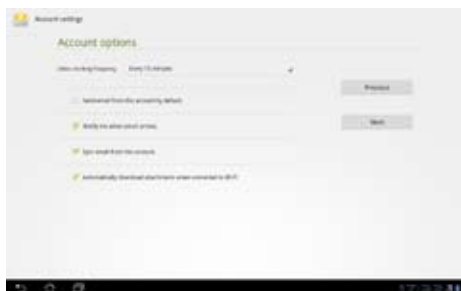 Account settings
Account options
Inbox checking frequency Every 15 minutes
Previous
Send email from this account by default.
Notify me when email arrives.
Next
Sync email from this account.
Automatically download attachments when connected to Wi-Fi